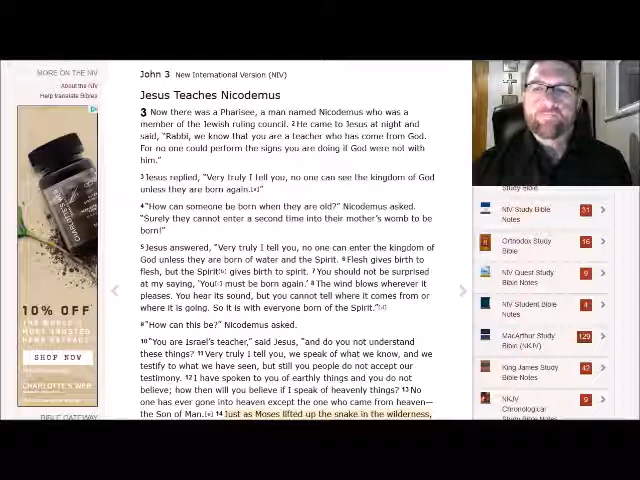 MORE ON THE NIV
About the NIV
Help translate Bibles
10% OFF
SHOP NOW
CHARLOTTE'S WEB
BIBLE GATEWAY
John 3 New International Version (NIV)
Jesus Teaches Nicodemus
3 Now there was a Pharisee, a man named Nicodemus who was a
member of the Jewish ruling council. 2 He came to Jesus at night and
said, "Rabbi, we know that you are a teacher who has come from God.
For no one could perform the signs you are doing if God were not with
him."
3 Jesus replied, "Very truly I tell you, no one can see the kingdom of God
unless they are born again.[a]"
4 "How can someone be born when they are old?" Nicodemus asked.
"Surely they cannot enter a second time into their mother's womb to be
born!"
5 Jesus answered, "Very truly I tell you, no one can enter the kingdom of
God unless they are born of water and the Spirit. 6 Flesh gives birth to
flesh, but the Spirit[b] gives birth to spirit. 7 You should not be surprised
at my saying, 'You[c] must be born again.' 8 The wind blows wherever it
pleases. You hear its sound, but you cannot tell where it comes from or
where it is going. So it is with everyone born of the Spirit."[d]
9 "How can this be?" Nicodemus asked.
10 "You are Israel's teacher," said Jesus, "and do you not understand
these things? 11 Very truly I tell you, we speak of what we know, and we
testify to what we have seen, but still you people do not accept our
testimony. 12 I have spoken to you of earthly things and you do not
believe; how then will you believe if I speak of heavenly things? 13 No
one has ever gone into heaven except the one who came from heaven—
the Son of Man.[e] 14 Just as Moses lifted up the snake in the wilderness,
Study Bible
NIV Study Bible
Notes
31
Orthodox Study
Bible
16
NIV Quest Study
Bible Notes
9
NIV Student Bible
Notes
4
MacArthur Study
Bible (NKJV)
129
King James Study
Bible Notes
42
NKJV
Chronological
Study Bible Notes
9